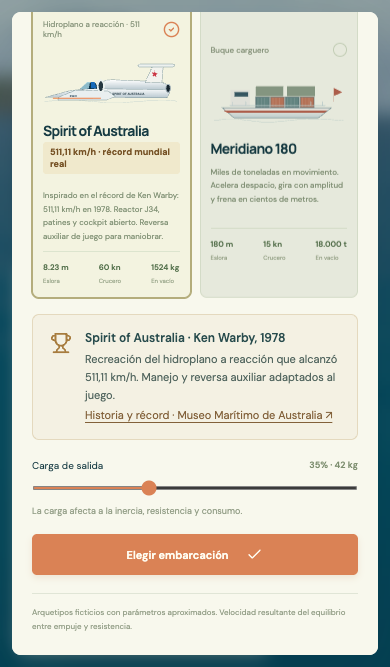 Hidroplano a reacción · 511
km/h
SPIRIT OF AUSTRALIA
Spirit of Australia
511,11 km/h · récord mundial
real
Inspirado en el récord de Ken Warby:
511,11 km/h en 1978. Reactor J34,
patines y cockpit abierto. Reversa
auxiliar de juego para maniobrar.
8.23 m 60 kn 1524 kg
Eslora Crucero En vacío
Buque carguero
Meridiano 180
Miles de toneladas en movimiento.
Acelera despacio, gira con amplitud
y frena en cientos de metros.
180 m 15 kn 18.000 t
Eslora Crucero En vacío
Spirit of Australia · Ken Warby, 1978
Recreación del hidroplano a reacción que alcanzó
511,11 km/h. Manejo y reversa auxiliar adaptados al
juego.
Historia y récord · Museo Marítimo de Australia ↗
Carga de salida 35% · 42 kg
La carga afecta a la inercia, resistencia y consumo.
Elegir embarcación
Arquetipos ficticios con parámetros aproximados. Velocidad resultante del equilibrio
entre empuje y resistencia.